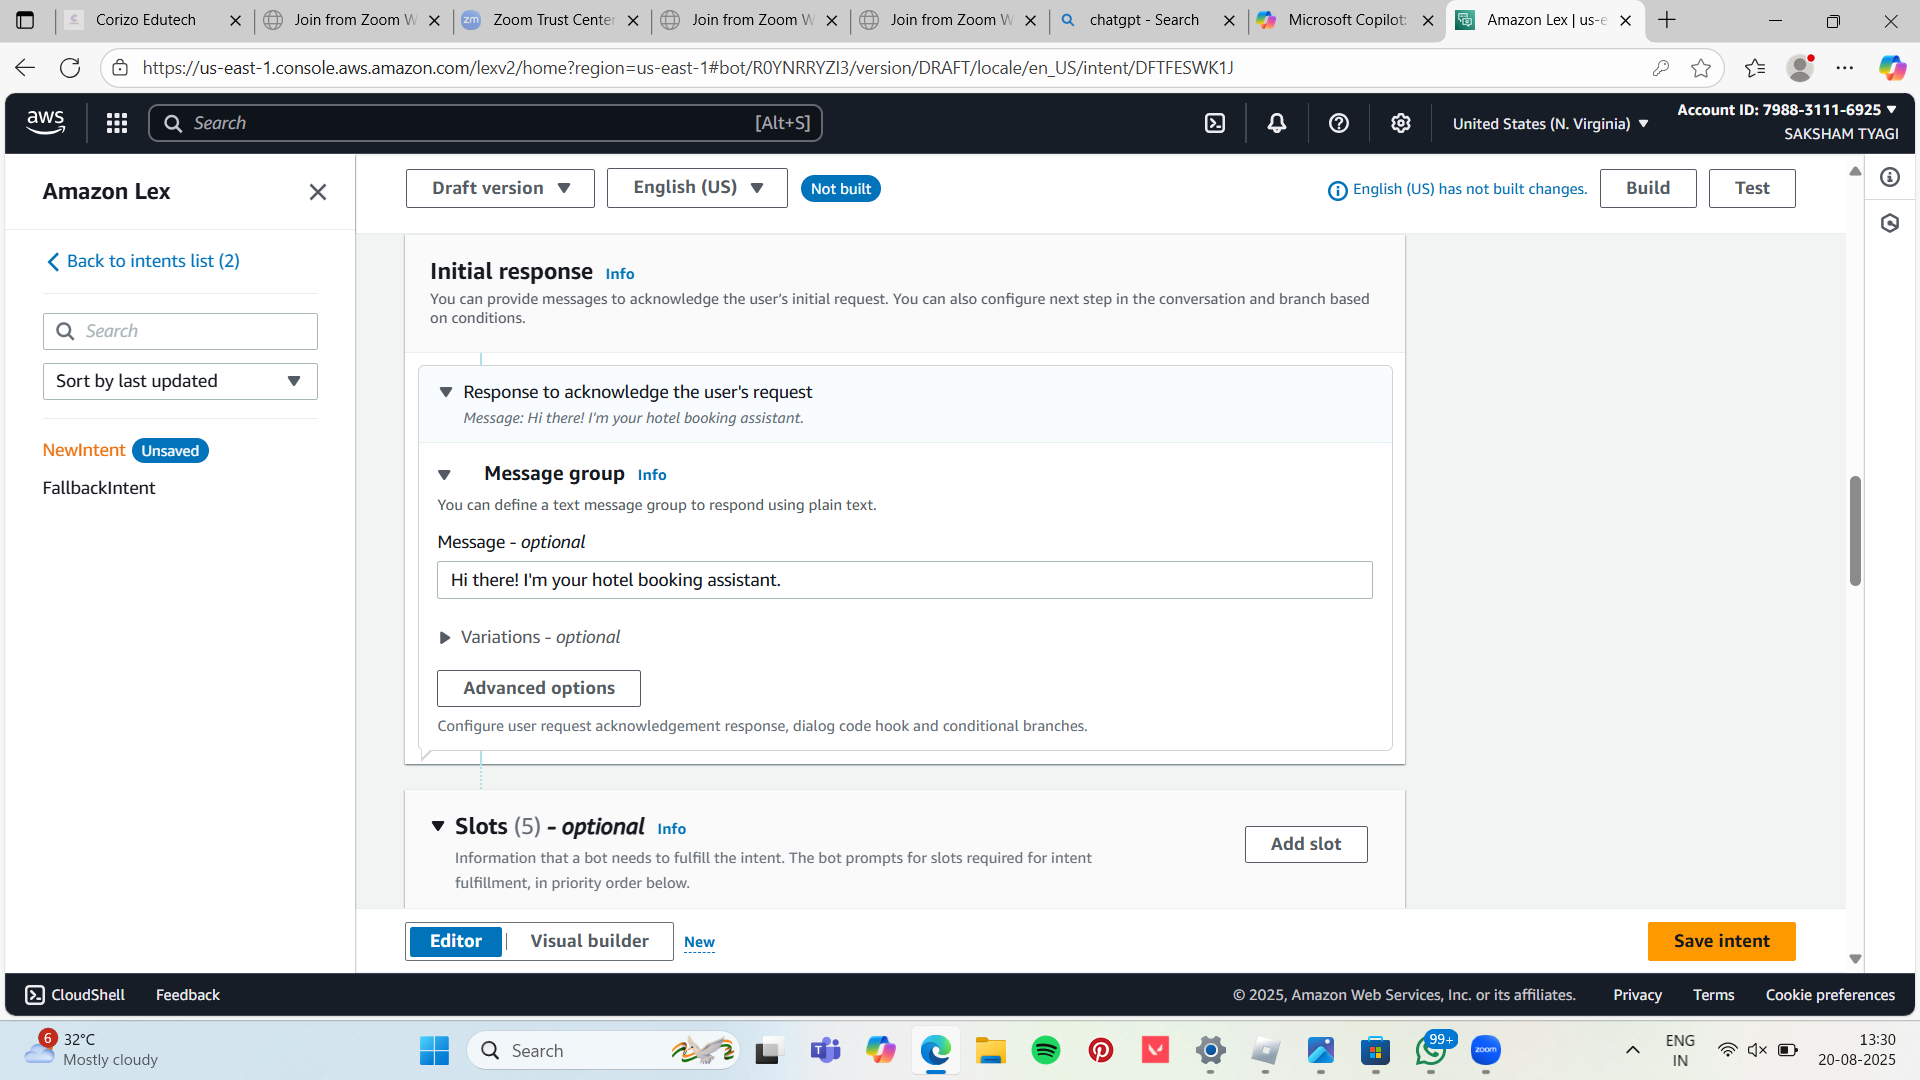 Corizo Edutech
Join from Zoom W
Zoom Trust Center
Join from Zoom W
Join from Zoom W
chatgpt - Search
Microsoft Copilot:
Amazon Lex | us-e
https://us-east-1.console.aws.amazon.com/lexv2/home?region=us-east-1#bot/R0YNRRYZI3/version/DRAFT/locale/en_US/intent/DFTFESWK1J
aws
Search
[Alt+S]
United States (N. Virginia)
Account ID: 7988-3111-6925
SAKSHAM TYAGI
Amazon Lex
Back to intents list (2)
Search
Sort by last updated
NewIntent Unsaved
FallbackIntent
Draft version
English (US)
Not built
English (US) has not built changes.
Build
Test
Initial response Info
You can provide messages to acknowledge the user's initial request. You can also configure next step in the conversation and branch based
on conditions.
Response to acknowledge the user's request
Message: Hi there! I'm your hotel booking assistant.
Message group Info
You can define a text message group to respond using plain text.
Message - optional
Hi there! I'm your hotel booking assistant.
Variations - optional
Advanced options
Configure user request acknowledgement response, dialog code hook and conditional branches.
Slots (5) - optional Info
Information that a bot needs to fulfill the intent. The bot prompts for slots required for intent
fulfillment, in priority order below.
Add slot
Editor
Visual builder
New
Save intent
CloudShell
Feedback
© 2025, Amazon Web Services, Inc. or its affiliates.
Privacy
Terms
Cookie preferences
6
32°C
Mostly cloudy
Search
99+
zoom
ENG
IN
13:30
20-08-2025